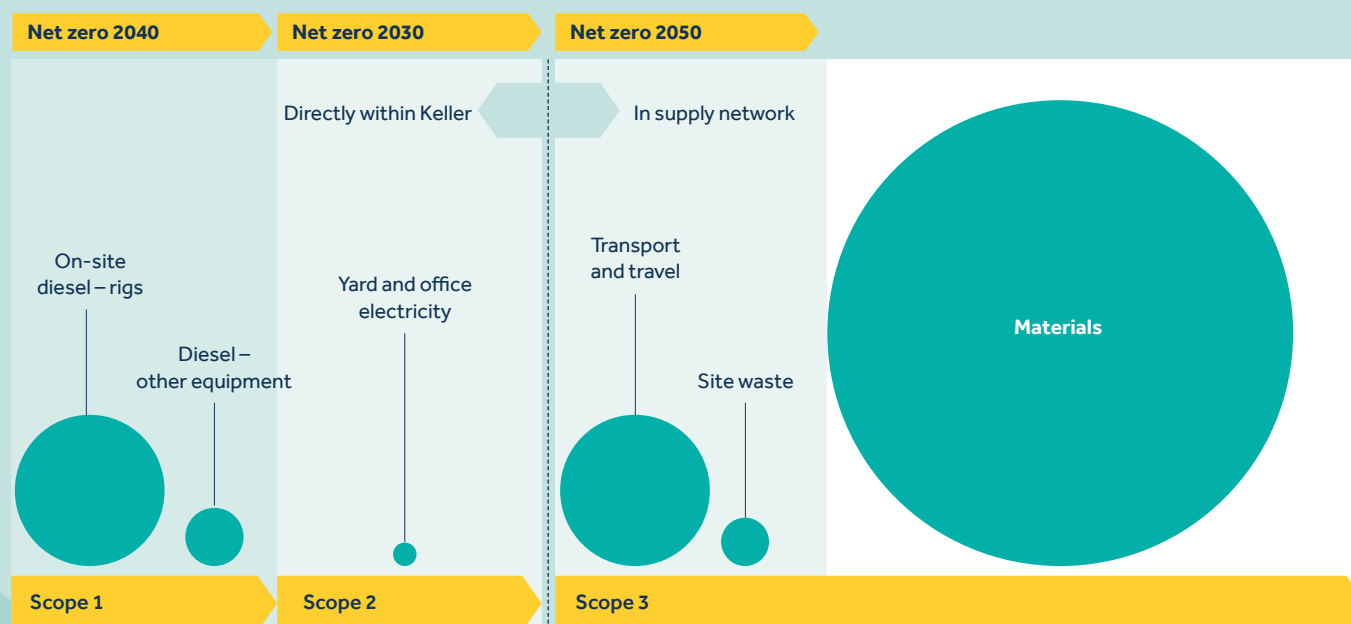 Net zero 2040
Net zero 2030
Net zero 2050
Directly within Keller
In supply network
On-site
diesel – rigs
Diesel –
other equipment
Yard and office
electricity
Transport
and travel
Site waste
Materials
Scope 1
Scope 2
Scope 3